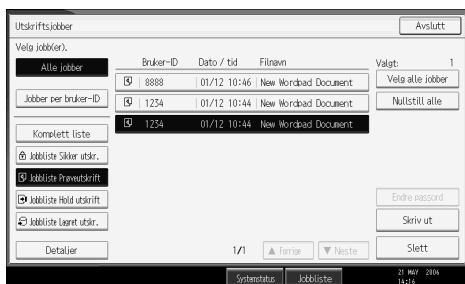 Utskriftsjobber
Avslutt
Velg jobb(er).
Alle jobber
Jobber per bruker-ID
Komplett liste
Jobbliste Sikker utskr.
Jobbliste Prøveutskrift
Jobbliste Hold utskrift
Jobbliste Lagret utskr.
Detaljer
Bruker-ID Dato / tid Filnavn
8888 01/12 10:46 New Wordpad Document
1234 01/12 10:44 New Wordpad Document
1234 01/12 10:44 New Wordpad Document
1/1 ▲ Forrige ▼ Neste
Valgt: 1
Velg alle jobber
Nullstill alle
Endre passord
Skriv ut
Slett
Systemstatus Jobbliste
21 MAY 2006
14:16